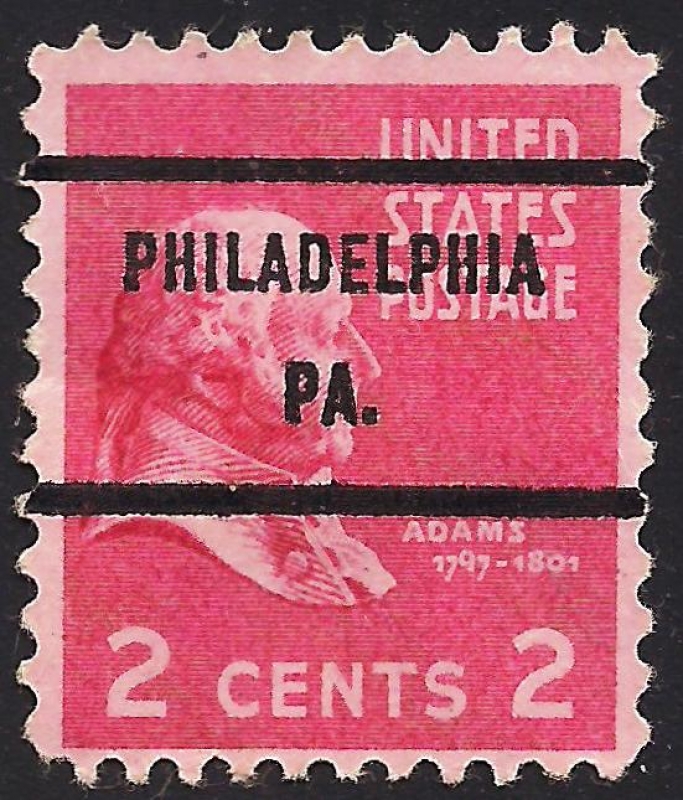 UNITED
STATES
POSTAGE
PHILADELPHIA
PA.
ADAMS
1797-1801
2 CENTS 2